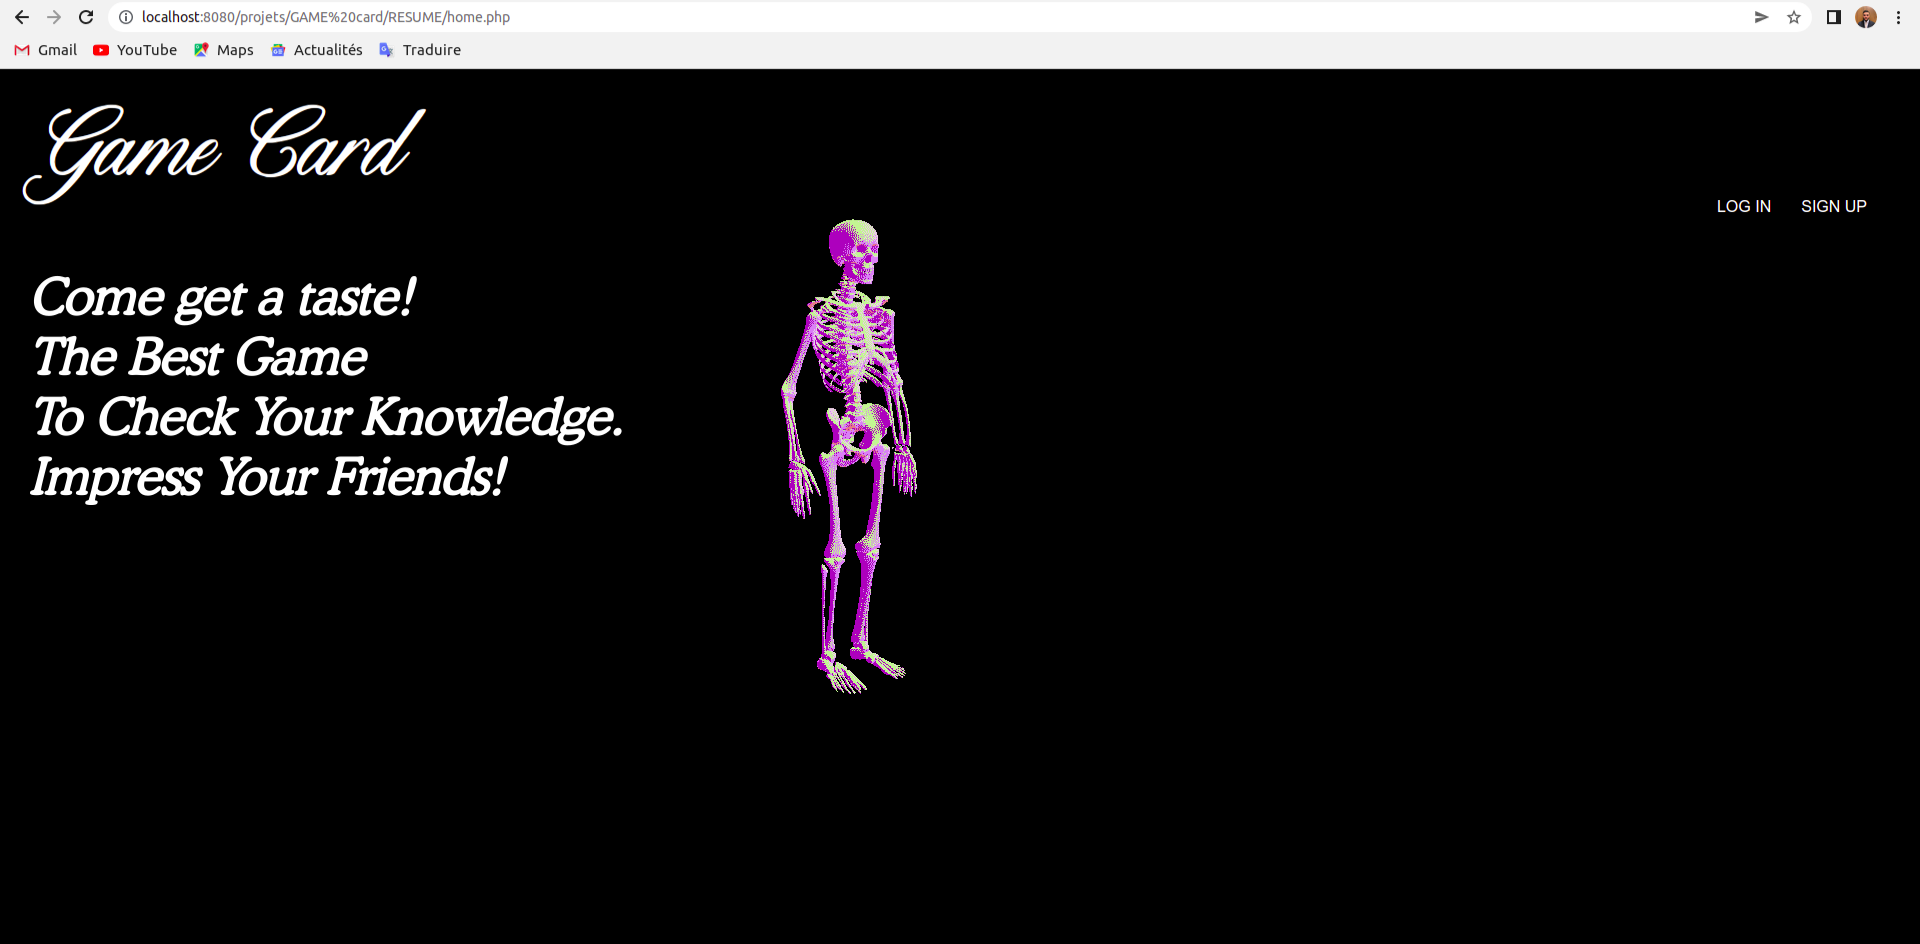 localhost:8080/projets/GAME%20card/RESUME/home.php
Gmail YouTube Maps Actualités Traduire
Game Card
LOG IN SIGN UP
Come get a taste!
The Best Game
To Check Your Knowledge.
Impress Your Friends!